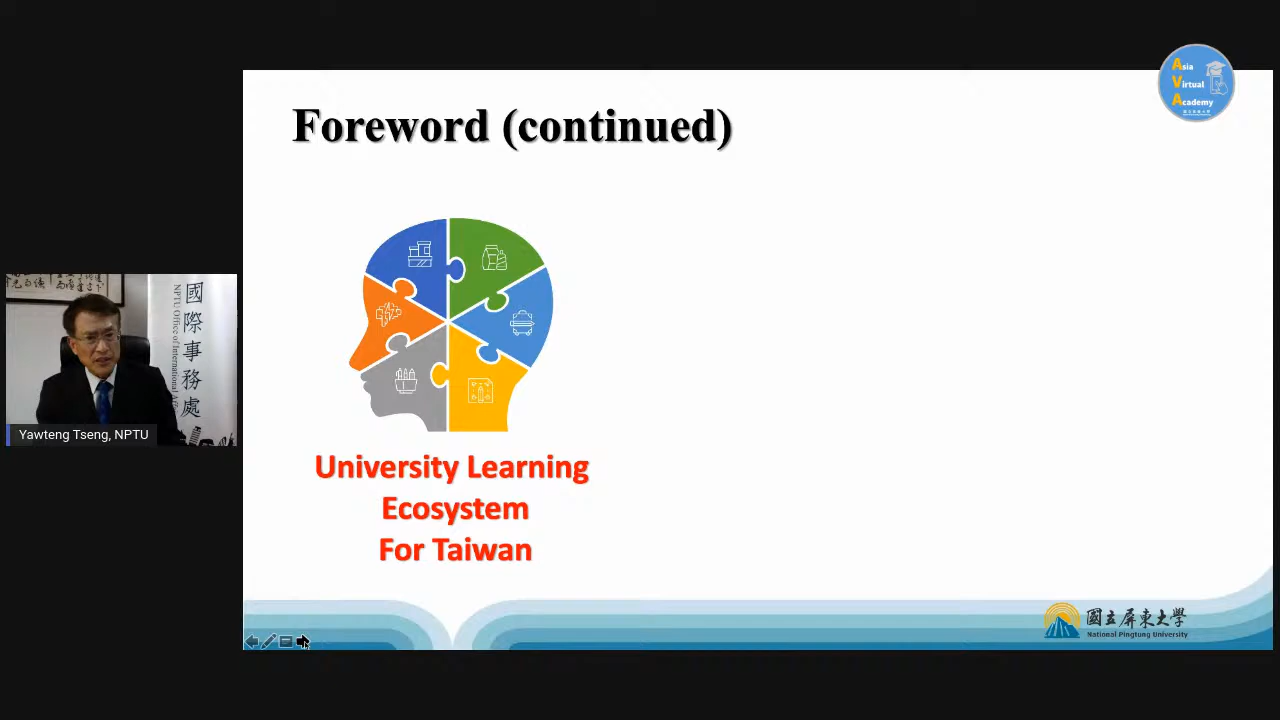 Asia
Virtual
Academy
Foreword (continued)
國際事務處
NPTU Office of International
Yawteng Tseng, NPTU
University Learning
Ecosystem
For Taiwan
國立屏東大學
National Pingtung University